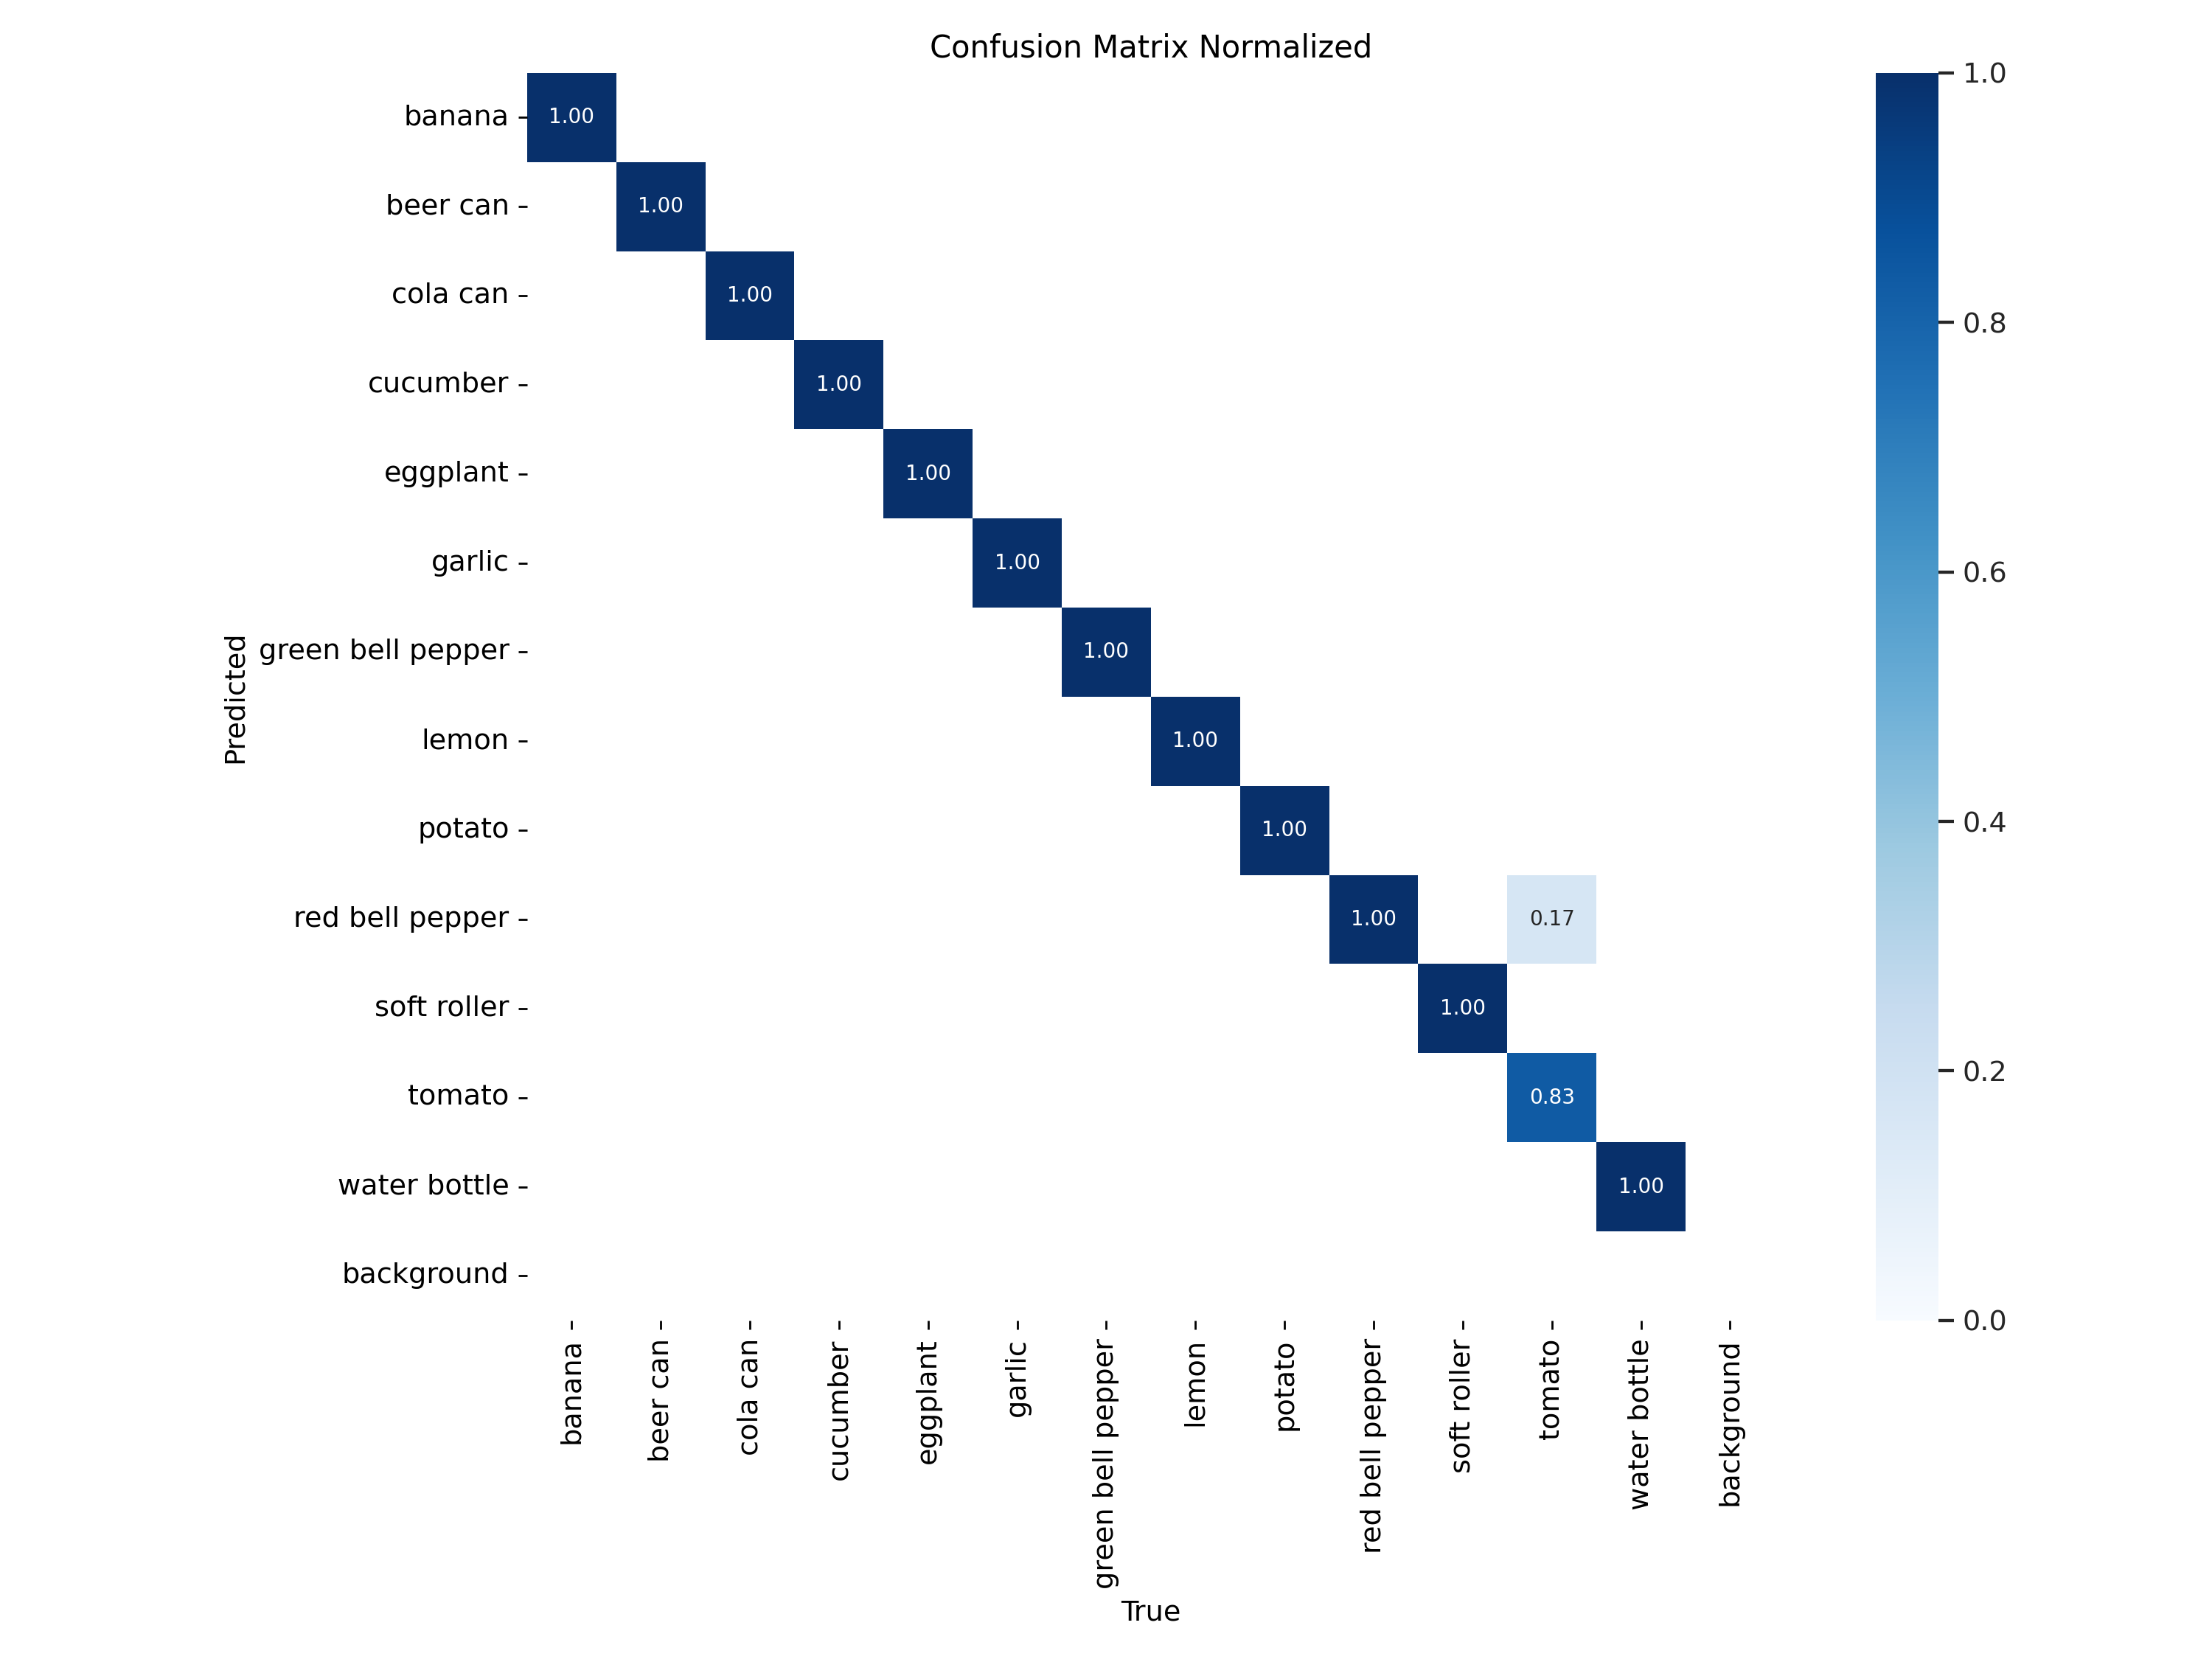 Confusion Matrix Normalized
banana
1.00
1.0
beer can
1.00
cola can
1.00
0.8
cucumber
1.00
eggplant
1.00
garlic
1.00
0.6
Predicted
green bell pepper
1.00
lemon
1.00
potato
1.00
0.4
red bell pepper
1.00
0.17
soft roller
1.00
0.2
tomato
0.83
water bottle
1.00
background
0.0
banana
beer can
cola can
cucumber
eggplant
garlic
green bell pepper
lemon
potato
red bell pepper
soft roller
tomato
water bottle
background
True